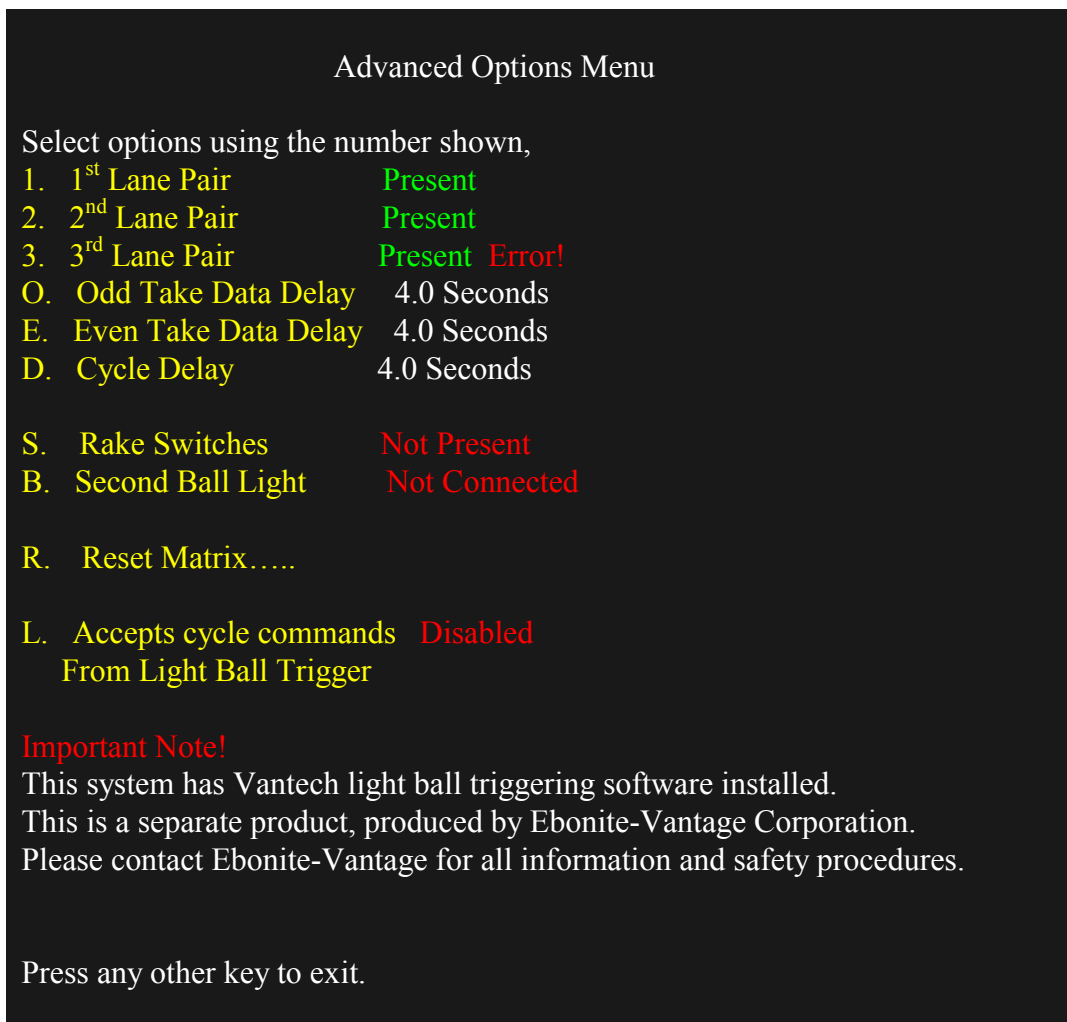 Advanced Options Menu
Select options using the number shown,
1. 1st Lane Pair Present
2. 2nd Lane Pair Present
3. 3rd Lane Pair Present Error!
O. Odd Take Data Delay 4.0 Seconds
E. Even Take Data Delay 4.0 Seconds
D. Cycle Delay 4.0 Seconds
S. Rake Switches Not Present
B. Second Ball Light Not Connected
R. Reset Matrix…..
L. Accepts cycle commands Disabled
From Light Ball Trigger
Important Note!
This system has Vantech light ball triggering software installed.
This is a separate product, produced by Ebonite-Vantage Corporation.
Please contact Ebonite-Vantage for all information and safety procedures.
Press any other key to exit.